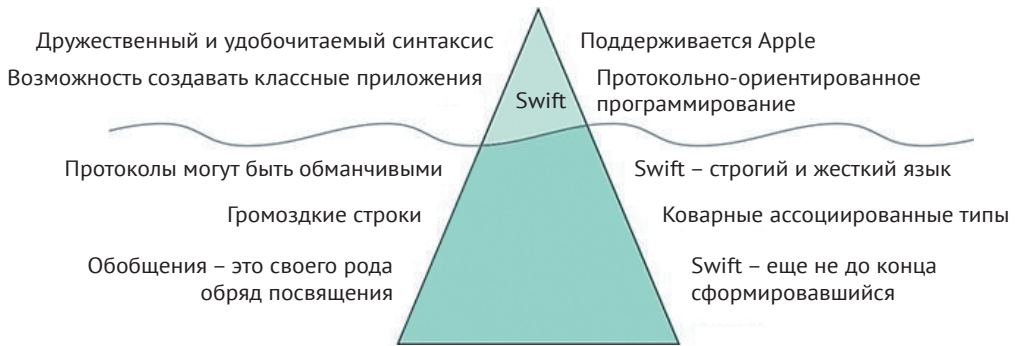 Дружественный и удобочитаемый синтаксис
Поддерживается Apple
Возможность создавать классные приложения
Протокольно-ориентированное
программирование
Swift
Протоколы могут быть обманчивыми
Swift – строгий и жесткий язык
Громоздкие строки
Коварные ассоциированные типы
Обобщения – это своего рода
обряд посвящения
Swift – еще не до конца
сформировавшийся